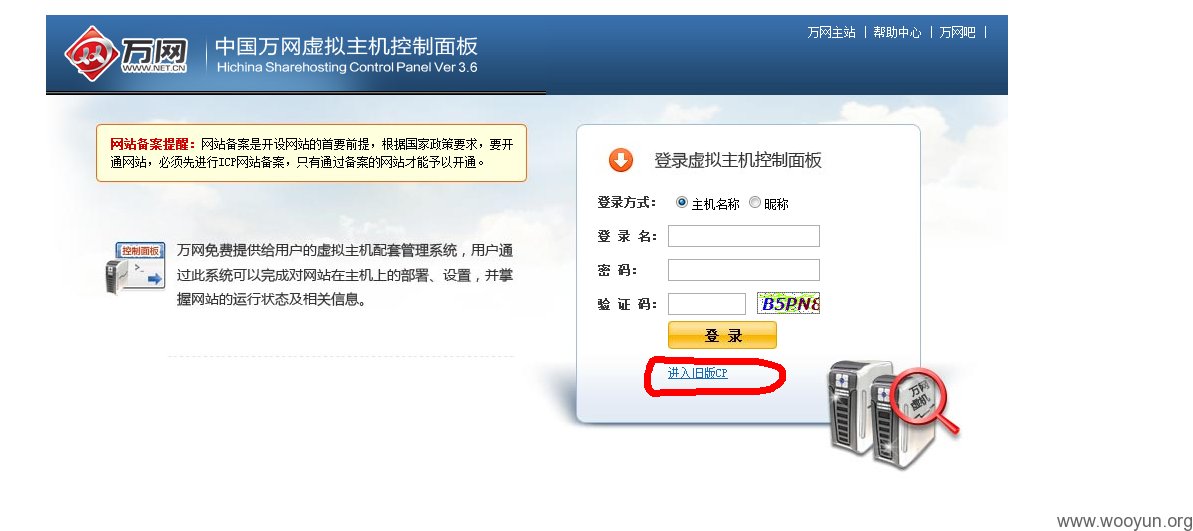 万网
WWW.NET.CN
中国万网虚拟主机控制面板
Hichina Sharehosting Control Panel Ver 3.6
万网主站 | 帮助中心 | 万网吧 |
网站备案提醒：网站备案是开设网站的首要前提，根据国家政策要求，要开
通网站，必须先进行ICP网站备案，只有通过备案的网站才能予以开通。
控制面板
万网免费提供给用户的虚拟主机配套管理系统，用户通
过此系统可以完成对网站在主机上的部署、设置，并掌
握网站的运行状态及相关信息。
登录虚拟主机控制面板
登录方式： 主机名称 昵称
登 录 名：
密 码：
验 证 码： B5PN8
登 录
进入旧版CP
万网
虚机
www.wooyun.org